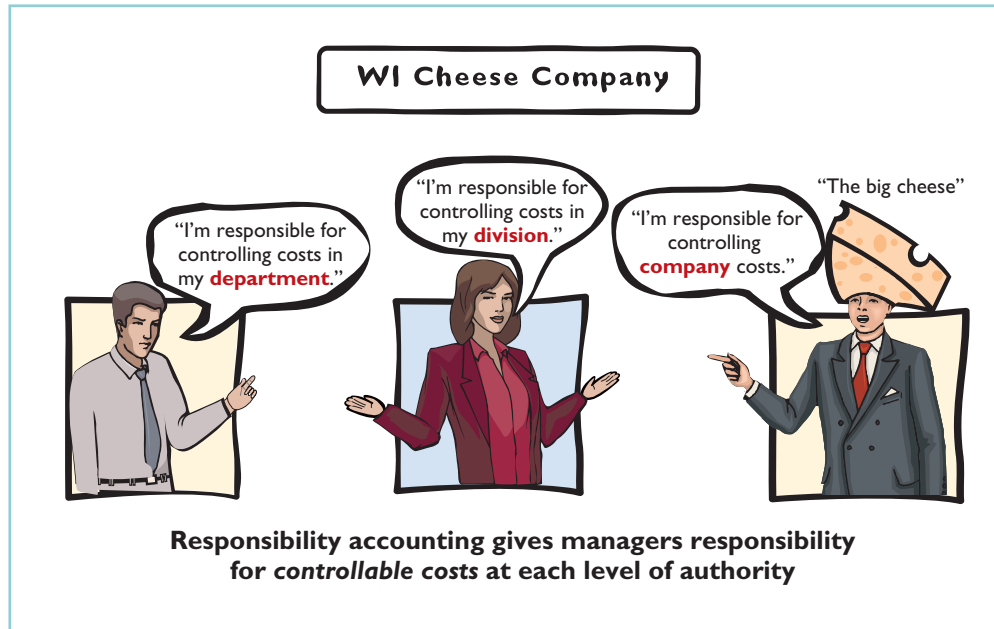 WI Cheese Company
“I’m responsible for
controlling costs in
my department.”
“I’m responsible for
controlling costs in
my division.”
“The big cheese”
“I’m responsible for
controlling
company costs.”
Responsibility accounting gives managers responsibility
for controllable costs at each level of authority